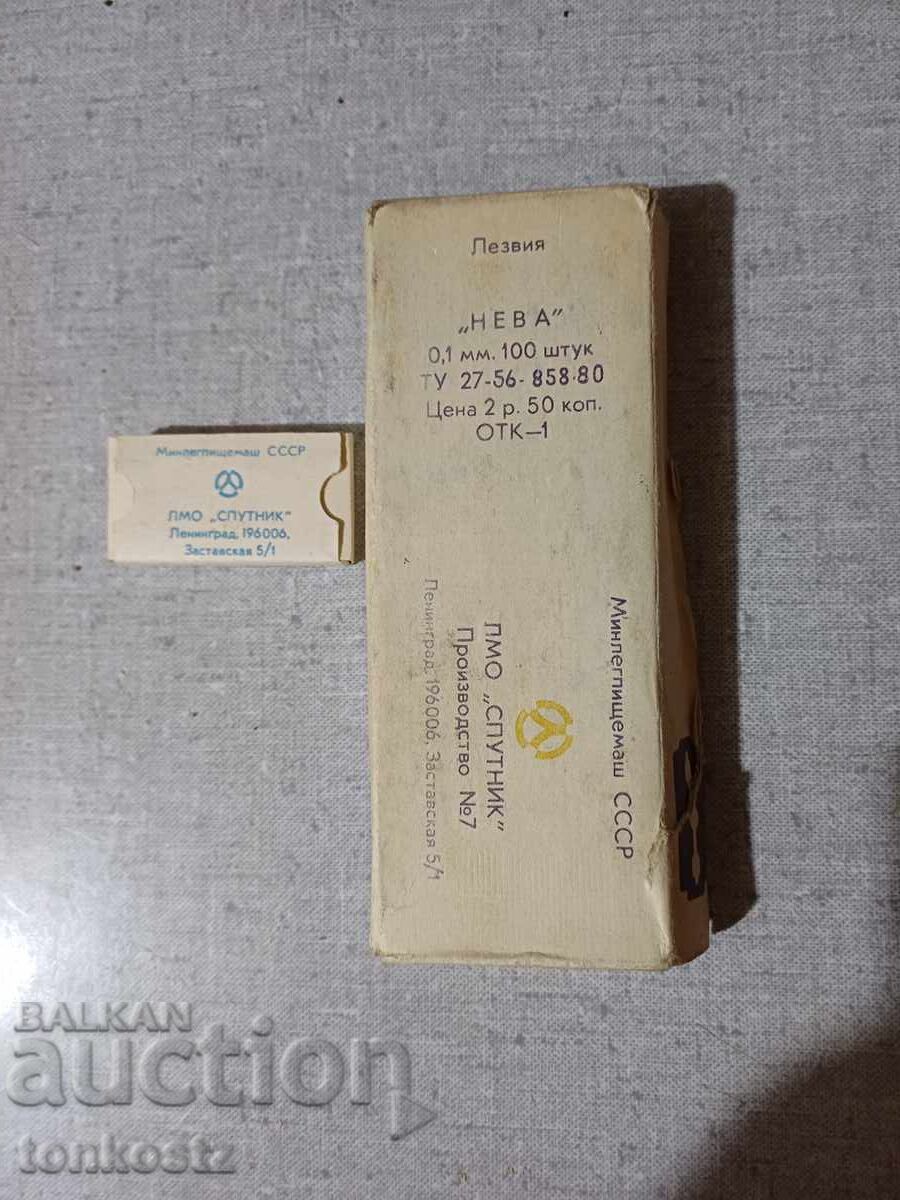 Минлегпищемаш СССР
ЛМО „СПУТНИК"
Ленинград, 196006,
Заставская 5/1
Лезвия
„НЕВА"
0,1 мм. 100 штук
ТУ 27-56-858-80
Цена 2 р. 50 коп.
ОТК—1
Минлегпищемаш СССР
ЛМО „СПУТНИК"
Производство №7
Ленинград, 196006, Заставская 5/1
BALKAN
auction
tonkostz